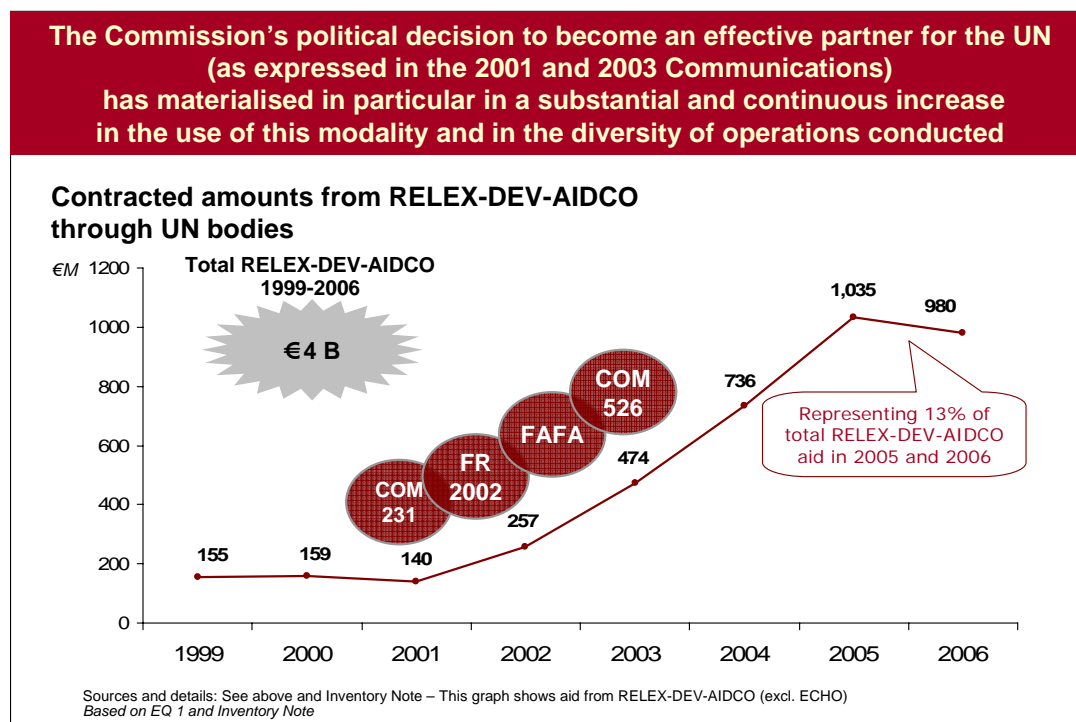 The Commission's political decision to become an effective partner for the UN
(as expressed in the 2001 and 2003 Communications)
has materialised in particular in a substantial and continuous increase
in the use of this modality and in the diversity of operations conducted
Contracted amounts from RELEX-DEV-AIDCO
through UN bodies
€M
Total RELEX-DEV-AIDCO
1999-2006
€4 B
1200
1000
800
600
400
200
0
COM
231
FR
2002
FAFA
COM
526
155
159
140
257
474
736
1,035
980
Representing 13% of
total RELEX-DEV-AIDCO
aid in 2005 and 2006
1999 2000 2001 2002 2003 2004 2005 2006
Sources and details: See above and Inventory Note – This graph shows aid from RELEX-DEV-AIDCO (excl. ECHO)
Based on EQ 1 and Inventory Note